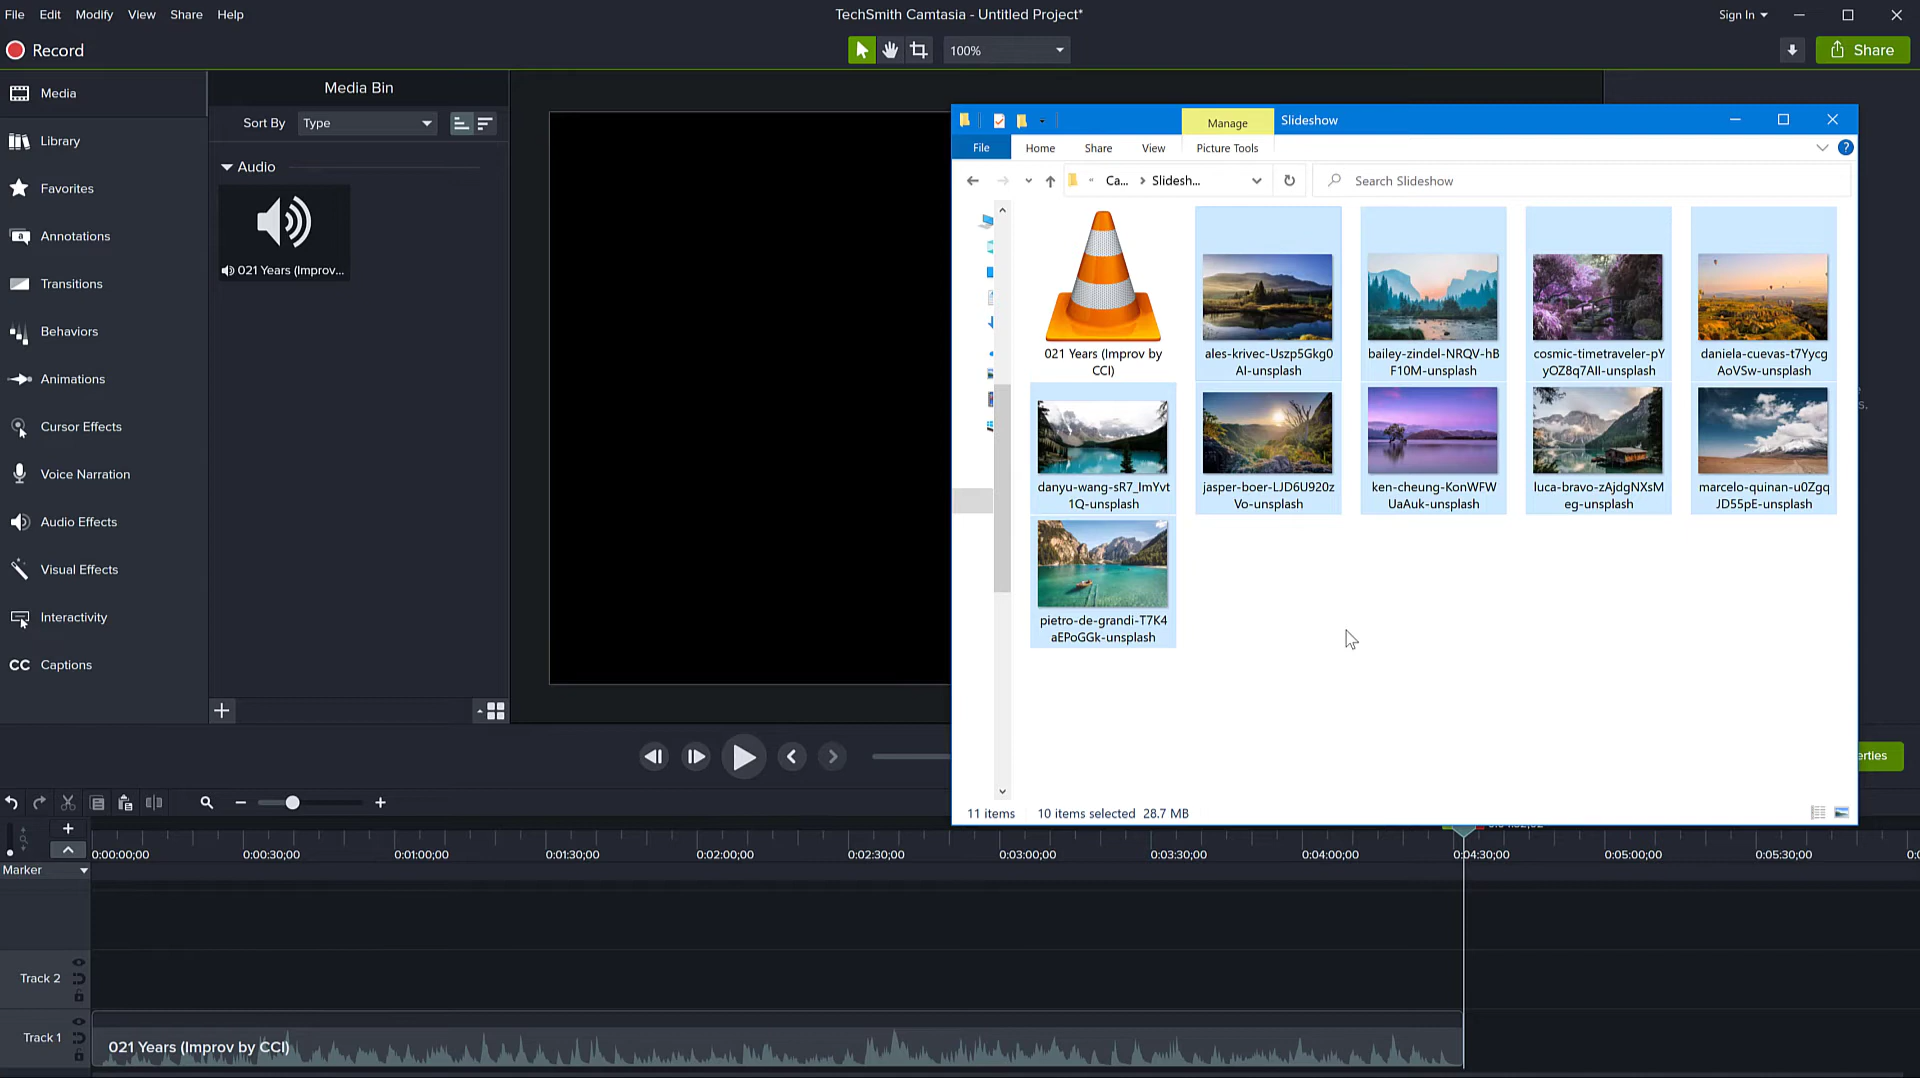 File Edit Modify View Share Help
TechSmith Camtasia - Untitled Project*
Sign In
Record
100%
Share
Media
Library
Favorites
Annotations
Transitions
Behaviors
Animations
Cursor Effects
Voice Narration
Audio Effects
Visual Effects
Interactivity
CC Captions
Media Bin
Sort By Type
Audio
021 Years (Improv...
Manage Slideshow
File Home Share View Picture Tools
Ca... Slidesh... Search Slideshow
021 Years (Improv by
CCI)
ales-krivec-Uszp5Gkg0
AI-unsplash
bailey-zindel-NRQV-hB
F10M-unsplash
cosmic-timetraveler-pY
yOZ8q7AII-unsplash
daniela-cuevas-t7Yycg
AoVSw-unsplash
danyu-wang-sR7_lmYvt
1Q-unsplash
jasper-boer-LJD6U920z
Vo-unsplash
ken-cheung-KonWFW
UaAuk-unsplash
luca-bravo-zAjdgNXsM
eg-unsplash
marcelo-quinan-u0Zgq
JD55pE-unsplash
pietro-de-grandi-T7K4
aEPoGGk-unsplash
11 items 10 items selected 28.7 MB
erties
0:00:00;00 0:00:30;00 0:01:00;00 0:01:30;00 0:02:00;00 0:02:30;00 0:03:00;00 0:03:30;00 0:04:00;00 0:04:30;00 0:05:00;00 0:05:30;00
Marker
Track 2
Track 1
021 Years (Improv by CCI)